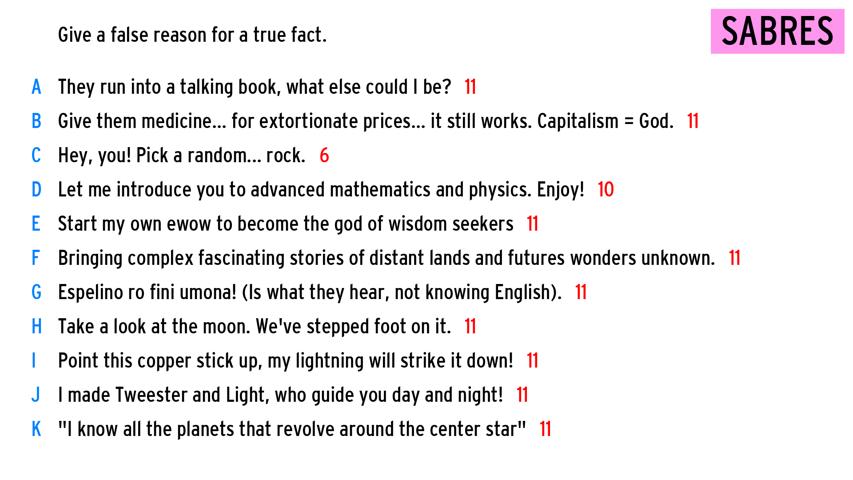 Give a false reason for a true fact.
SABRES
A They run into a talking book, what else could I be? 11
B Give them medicine... for extortionate prices... it still works. Capitalism = God. 11
C Hey, you! Pick a random... rock. 6
D Let me introduce you to advanced mathematics and physics. Enjoy! 10
E Start my own ewow to become the god of wisdom seekers 11
F Bringing complex fascinating stories of distant lands and futures wonders unknown. 11
G Espelino ro fini umona! (Is what they hear, not knowing English). 11
H Take a look at the moon. We've stepped foot on it. 11
I Point this copper stick up, my lightning will strike it down! 11
J I made Tweester and Light, who guide you day and night! 11
K "I know all the planets that revolve around the center star" 11